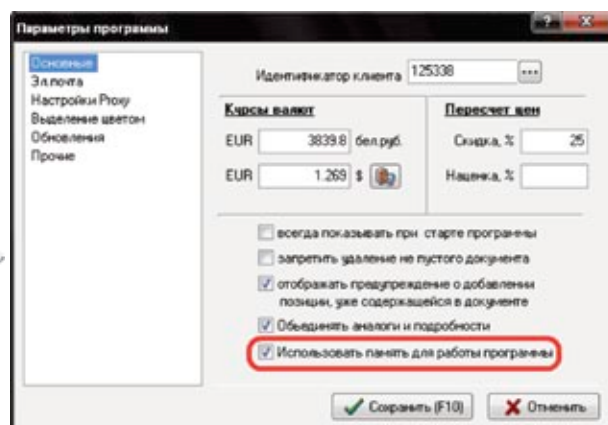 Параметры программы
Основные
Эл.почта
Настройки Proxy
Выделение цветом
Обновления
Прочие
Идентификатор клиента 125338 ...
Курсы валют
EUR 3839.8 бел.руб.
EUR 1.269 $
Пересчет цен
Скидка, % 25
Наценка, %
всегда показывать при старте программы
запретить удаление не пустого документа
отображать предупреждение о добавлении
позиции, уже содержащейся в документе
Объединять аналоги и подробности
Использовать память для работы программы
Сохранить (F10)
Отменить